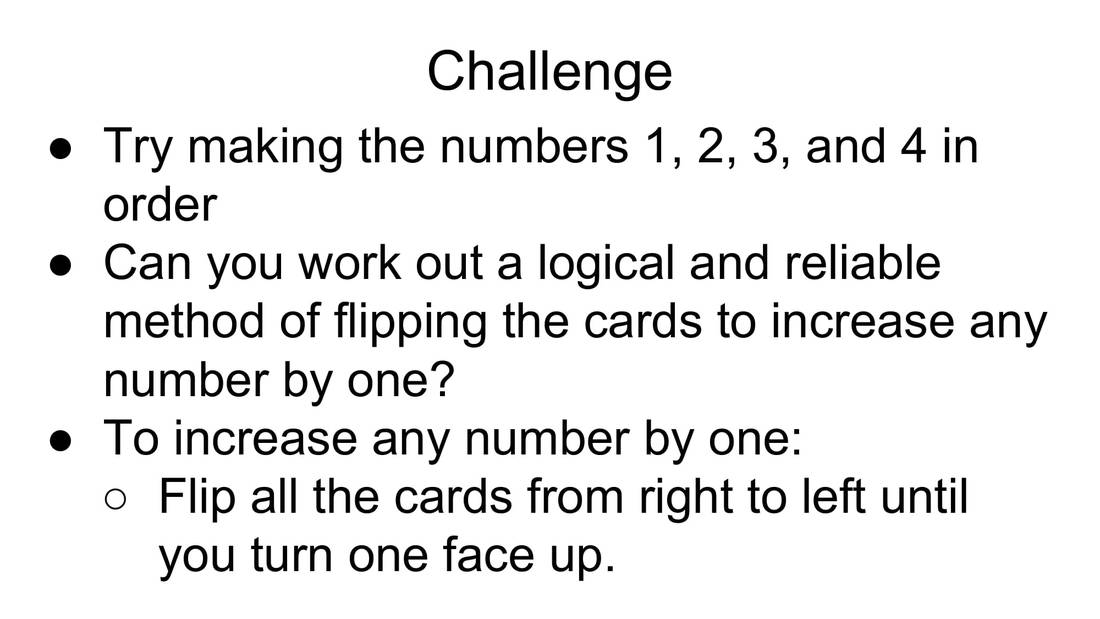 Challenge
● Try making the numbers 1, 2, 3, and 4 in
order
● Can you work out a logical and reliable
method of flipping the cards to increase any
number by one?
● To increase any number by one:
○ Flip all the cards from right to left until
you turn one face up.